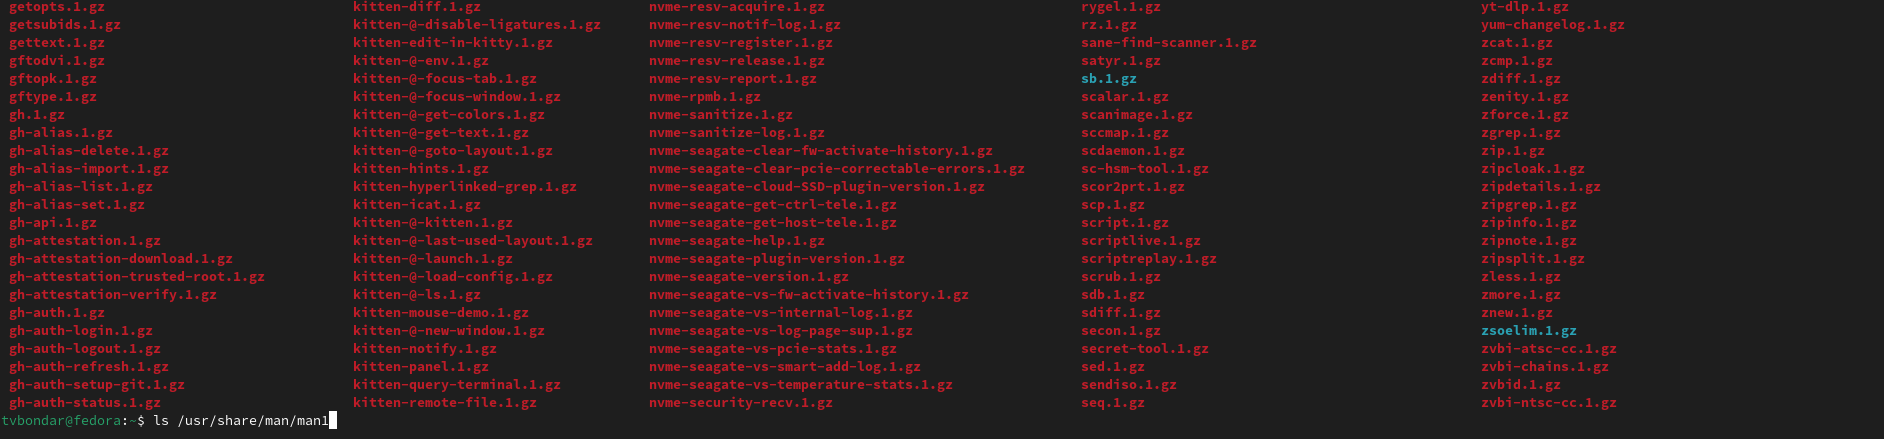 getopts.1.gz kitten-diff.1.gz nvme-resv-acquire.1.gz rygel.1.gz yt-dlp.1.gz
getsubids.1.gz kitten-@-disable-ligatures.1.gz nvme-resv-notif-log.1.gz rz.1.gz yum-changelog.1.gz
gettext.1.gz kitten-edit-in-kitty.1.gz nvme-resv-register.1.gz sane-find-scanner.1.gz zcat.1.gz
gftodvi.1.gz kitten-@-env.1.gz nvme-resv-release.1.gz satyr.1.gz zcmp.1.gz
gftopk.1.gz kitten-@-focus-tab.1.gz nvme-resv-report.1.gz sb.1.gz zdiff.1.gz
gftype.1.gz kitten-@-focus-window.1.gz nvme-rpmb.1.gz scalar.1.gz zenity.1.gz
gh.1.gz kitten-@-get-colors.1.gz nvme-sanitize.1.gz scanimage.1.gz zforce.1.gz
gh-alias.1.gz kitten-@-get-text.1.gz nvme-sanitize-log.1.gz sccmap.1.gz zgrep.1.gz
gh-alias-delete.1.gz kitten-@-goto-layout.1.gz nvme-seagate-clear-fw-activate-history.1.gz scdaemon.1.gz zip.1.gz
gh-alias-import.1.gz kitten-hints.1.gz nvme-seagate-clear-pcie-correctable-errors.1.gz sc-hsm-tool.1.gz zipcloak.1.gz
gh-alias-list.1.gz kitten-hyperlinked-grep.1.gz nvme-seagate-cloud-SSD-plugin-version.1.gz scor2prt.1.gz zipdetails.1.gz
gh-alias-set.1.gz kitten-icat.1.gz nvme-seagate-get-ctrl-tele.1.gz scp.1.gz zipgrep.1.gz
gh-api.1.gz kitten-@-kitten.1.gz nvme-seagate-get-host-tele.1.gz script.1.gz zipinfo.1.gz
gh-attestation.1.gz kitten-@-last-used-layout.1.gz nvme-seagate-help.1.gz scriptlive.1.gz zipnote.1.gz
gh-attestation-download.1.gz kitten-@-launch.1.gz nvme-seagate-plugin-version.1.gz scriptreplay.1.gz zipsplit.1.gz
gh-attestation-trusted-root.1.gz kitten-@-load-config.1.gz nvme-seagate-version.1.gz scrub.1.gz zless.1.gz
gh-attestation-verify.1.gz kitten-@-ls.1.gz nvme-seagate-vs-fw-activate-history.1.gz sdb.1.gz zmore.1.gz
gh-auth.1.gz kitten-mouse-demo.1.gz nvme-seagate-vs-internal-log.1.gz sdiff.1.gz znew.1.gz
gh-auth-login.1.gz kitten-@-new-window.1.gz nvme-seagate-vs-log-page-sup.1.gz secon.1.gz zsoelim.1.gz
gh-auth-logout.1.gz kitten-notify.1.gz nvme-seagate-vs-pcie-stats.1.gz secret-tool.1.gz zvbi-atsc-cc.1.gz
gh-auth-refresh.1.gz kitten-panel.1.gz nvme-seagate-vs-smart-add-log.1.gz sed.1.gz zvbi-chains.1.gz
gh-auth-setup-git.1.gz kitten-query-terminal.1.gz nvme-seagate-vs-temperature-stats.1.gz sendiso.1.gz zvbid.1.gz
gh-auth-status.1.gz kitten-remote-file.1.gz nvme-security-recv.1.gz seq.1.gz zvbi-ntsc-cc.1.gz
tvbondar@fedora:~$ ls /usr/share/man/man1